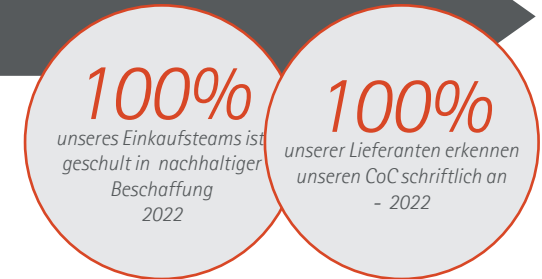 100%
unseres Einkaufsteams ist
geschult in nachhaltiger
Beschaffung
2022
100%
unserer Lieferanten erkennen
unseren CoC schriftlich an
- 2022